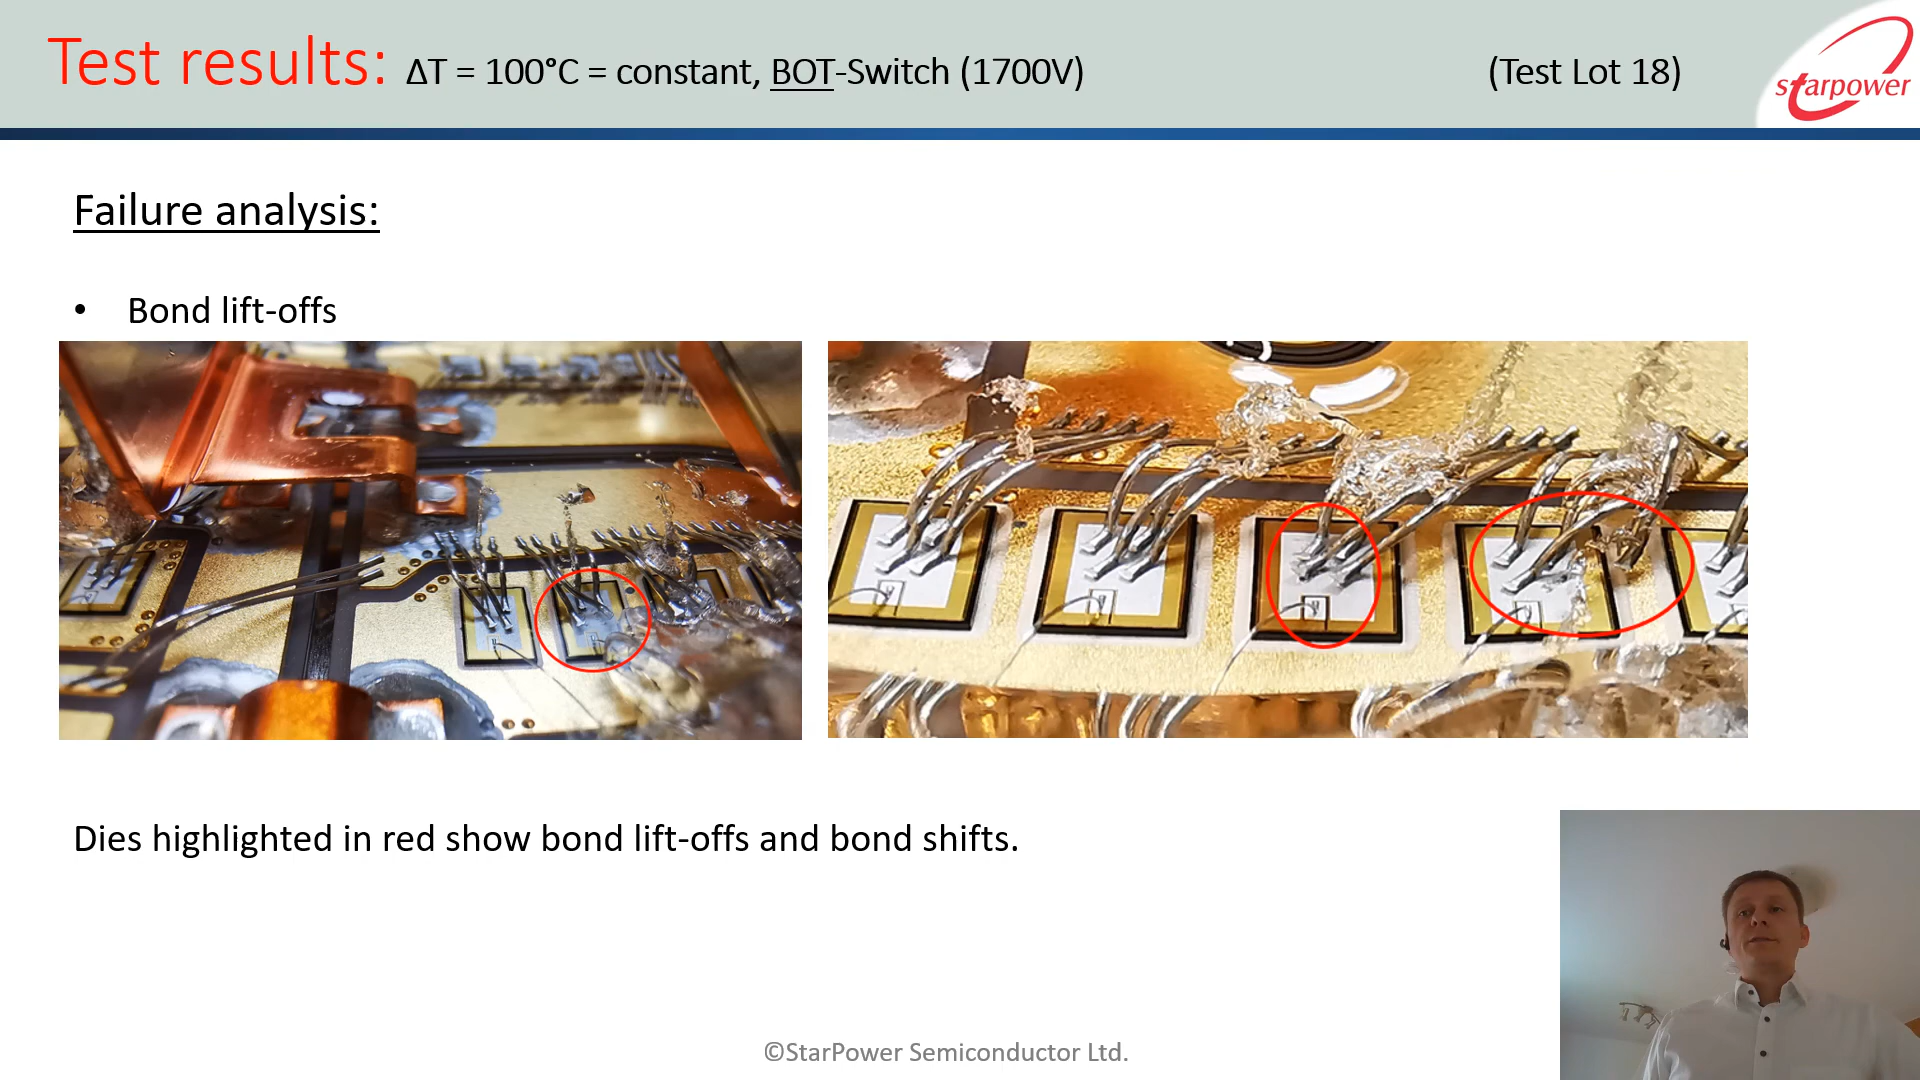 Test results: ΔT = 100°C = constant, BOT-Switch (1700V) (Test Lot 18)
starpower
Failure analysis:
• Bond lift-offs
Dies highlighted in red show bond lift-offs and bond shifts.
©StarPower Semiconductor Ltd.